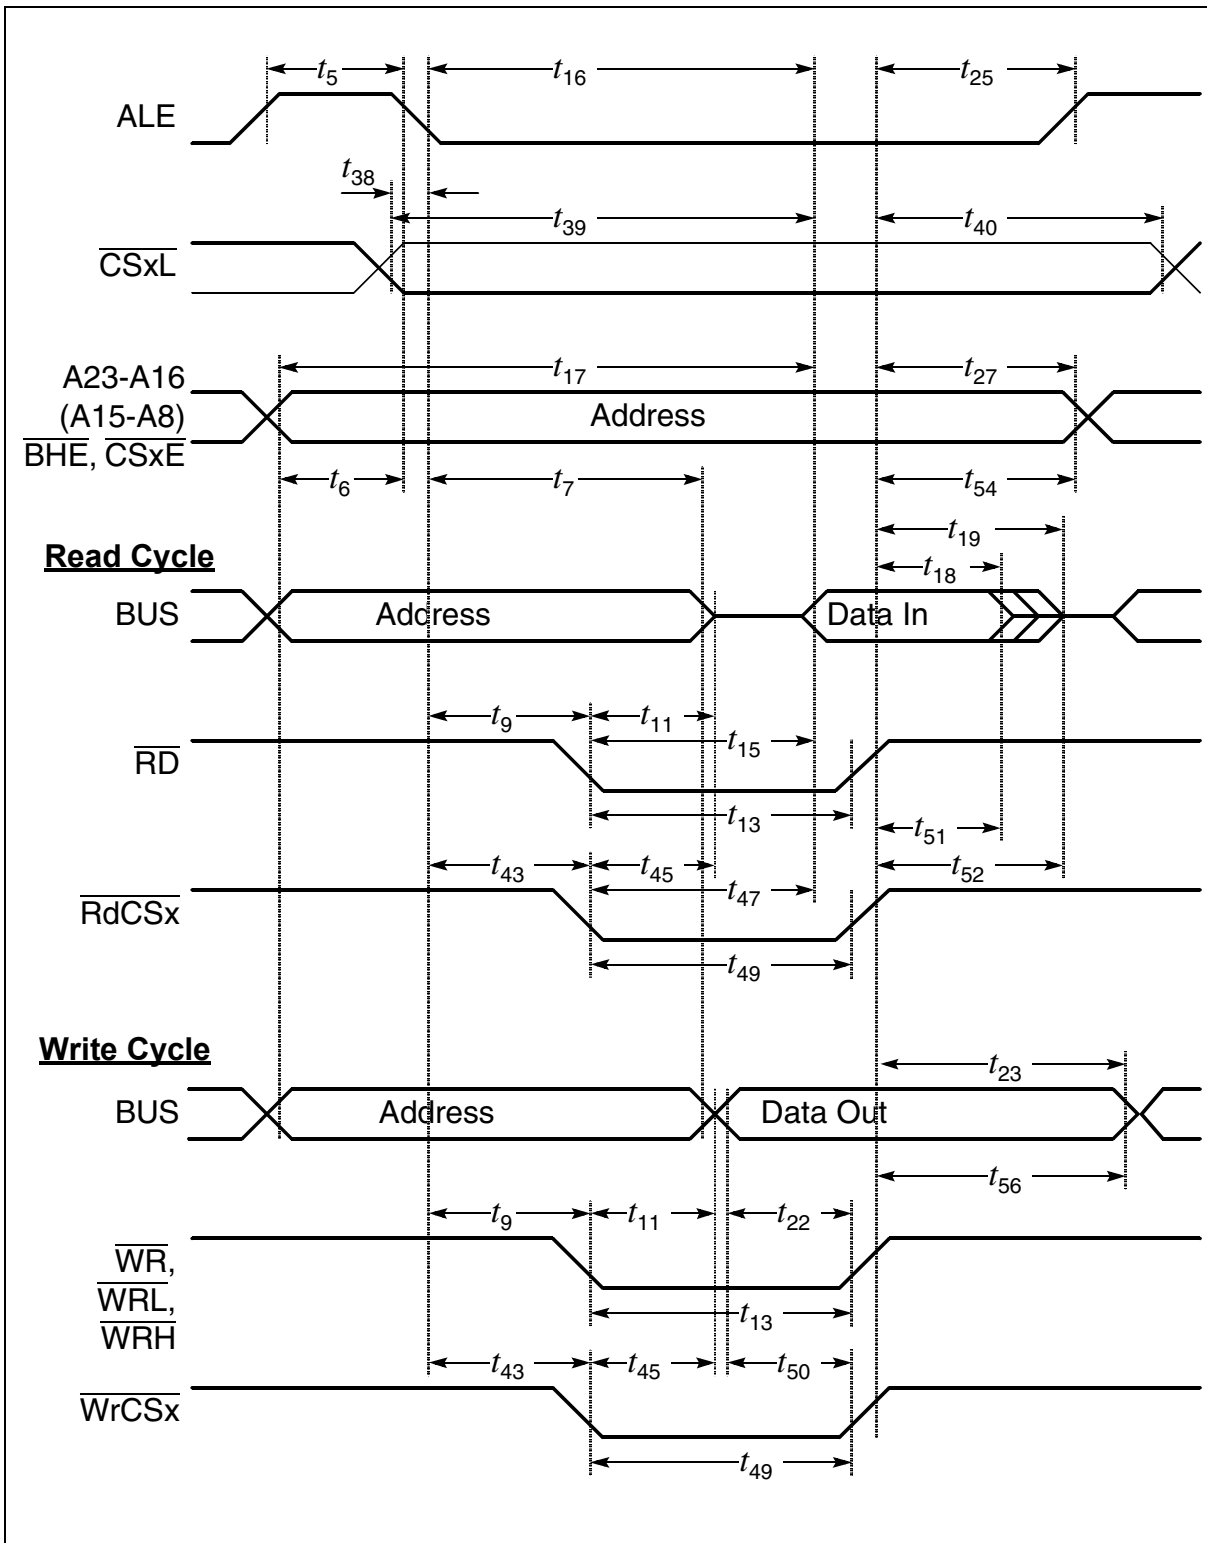 t5 t16 t25
ALE
t38
t39 t40
CSxL
t17 t27
A23-A16
(A15-A8)
Address
BHE, CSxE
t6 t7 t54
t19
Read Cycle
t18
BUS Address Data In
t9 t11
t15
RD
t13
t51
t43 t45 t52
t47
RdCSx
t49
Write Cycle
t23
BUS Address Data Out
t56
t9 t11 t22
WR,
WRL,
t13
WRH
t43 t45 t50
WrCSx
t49